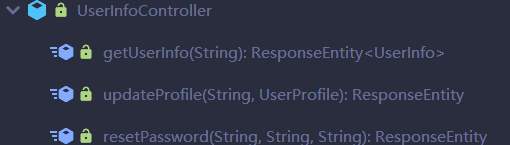 UserInfoController
getUserInfo(String): ResponseEntity<UserInfo>
updateProfile(String, UserProfile): ResponseEntity
resetPassword(String, String, String): ResponseEntity